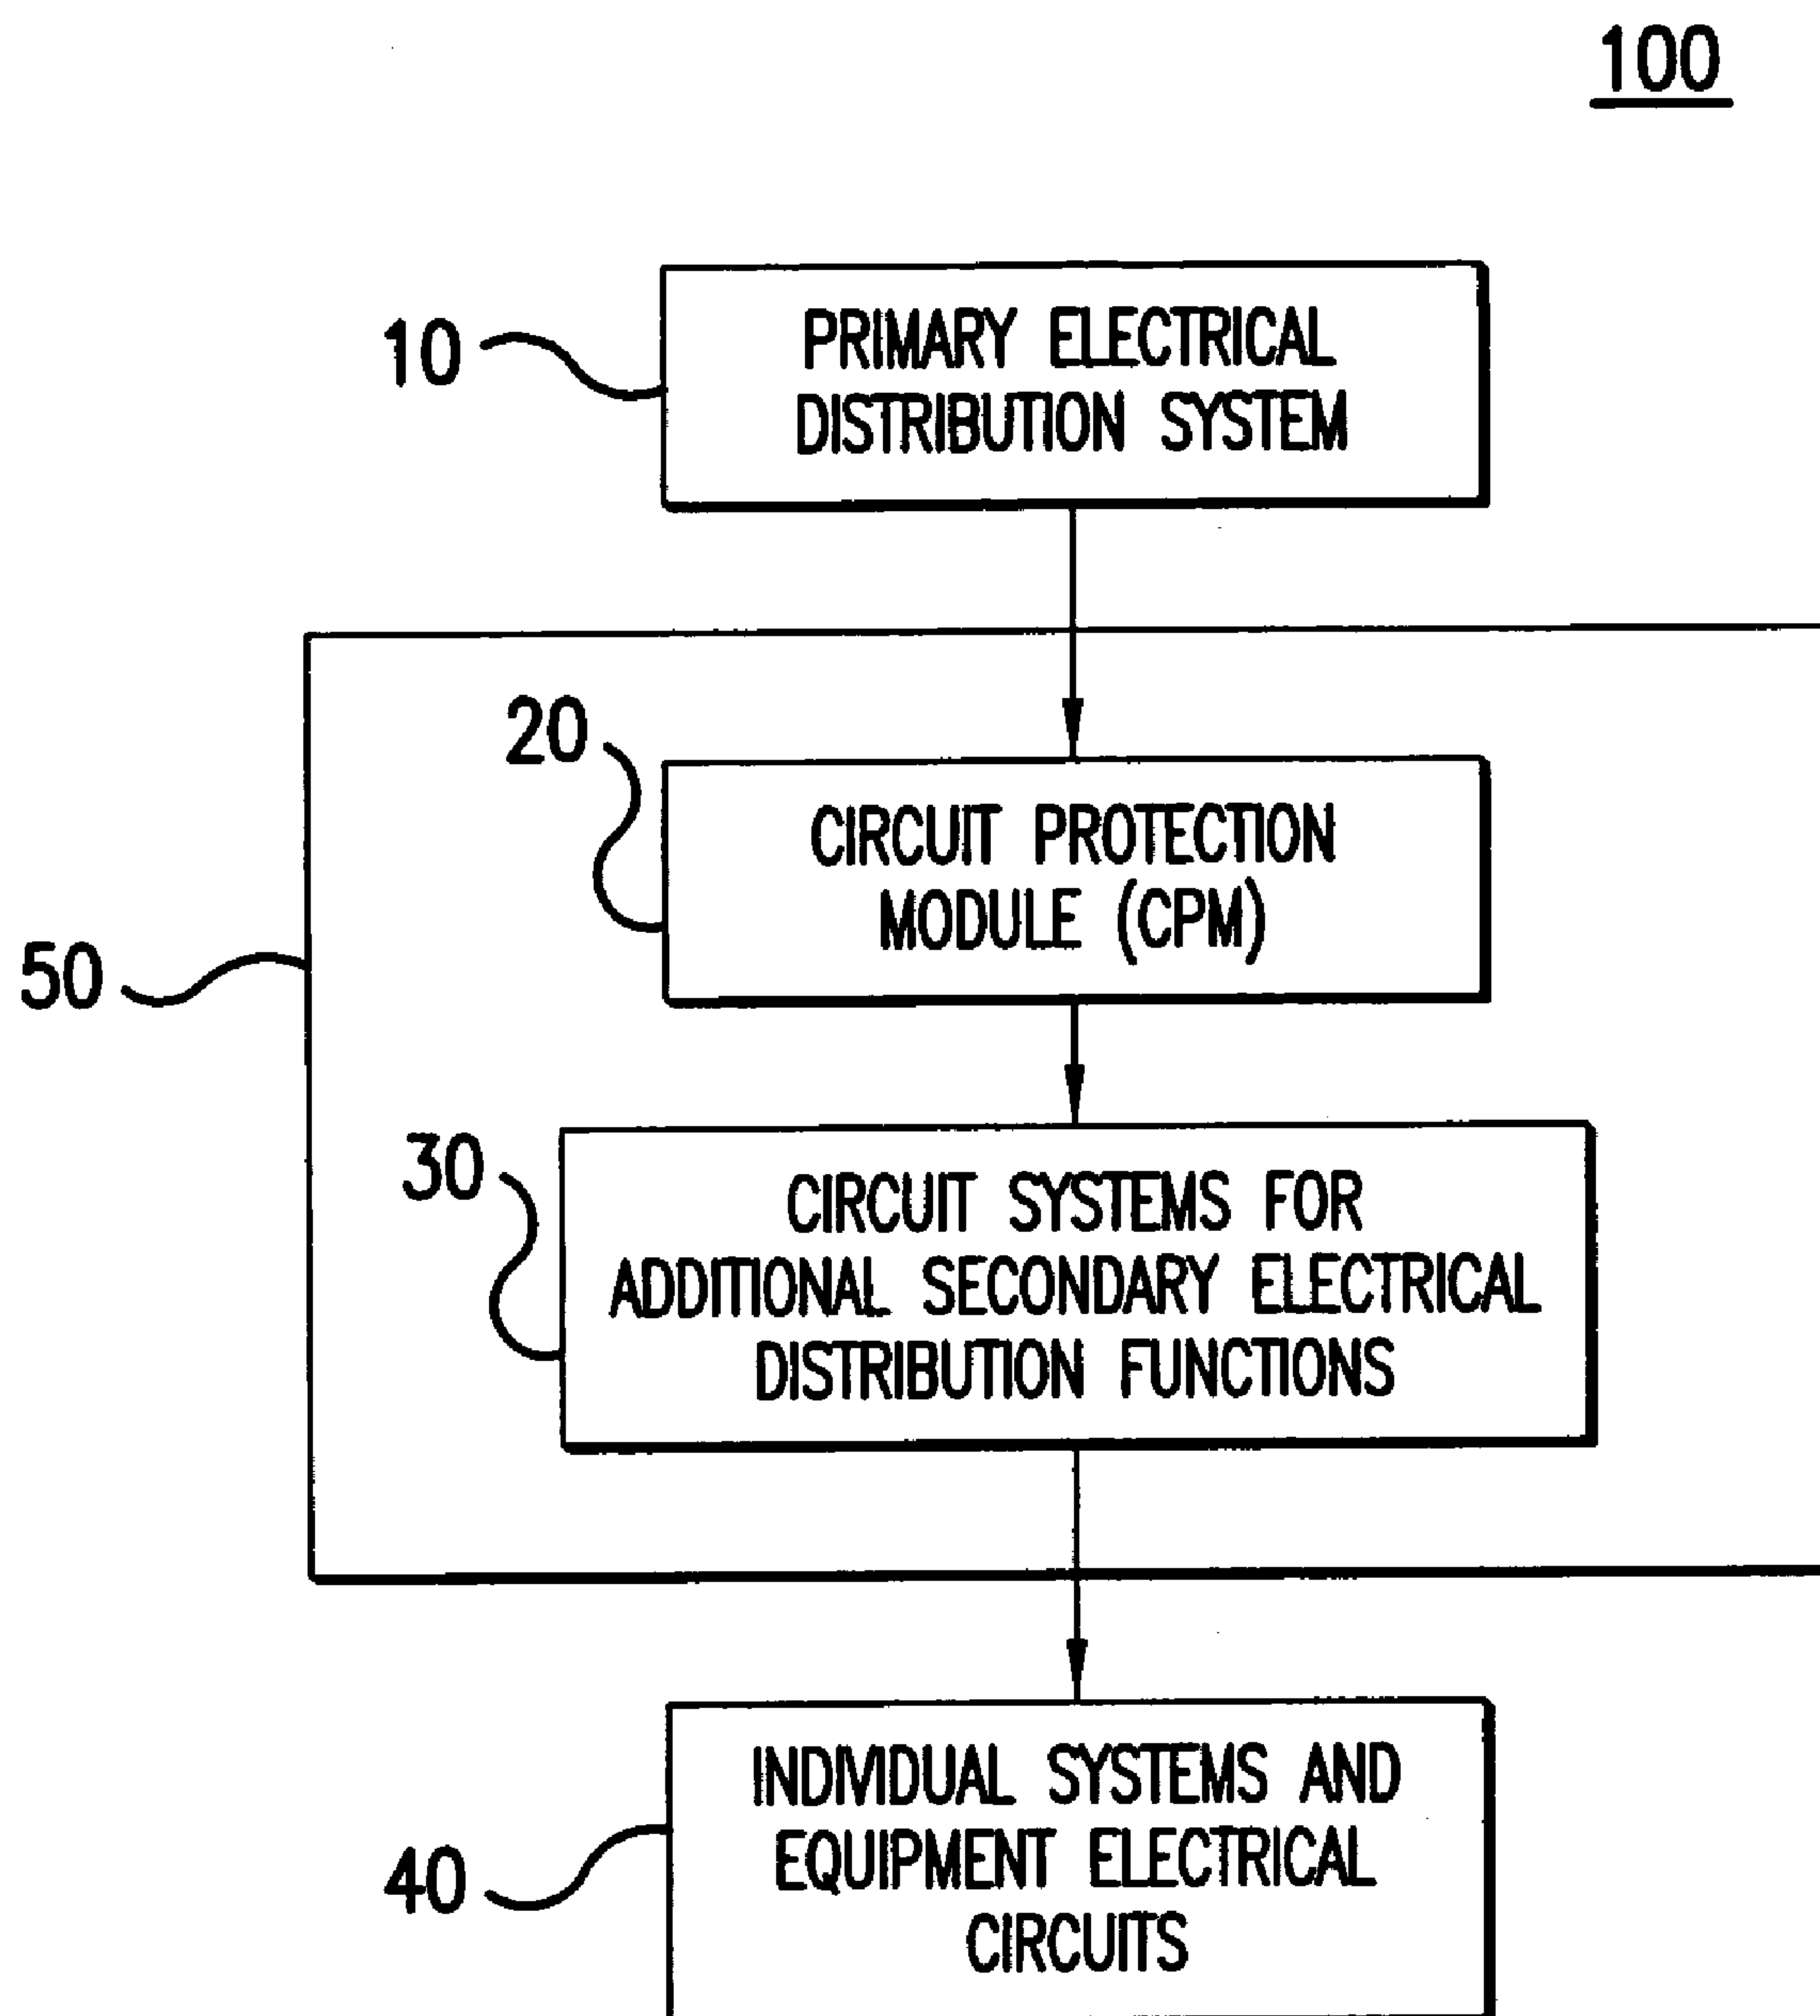 100
10
PRIMARY ELECTRICAL
DISTRIBUTION SYSTEM
20
CIRCUIT PROTECTION
MODULE (CPM)
50
30
CIRCUIT SYSTEMS FOR
ADDITIONAL SECONDARY ELECTRICAL
DISTRIBUTION FUNCTIONS
40
INDIVIDUAL SYSTEMS AND
EQUIPMENT ELECTRICAL
CIRCUITS